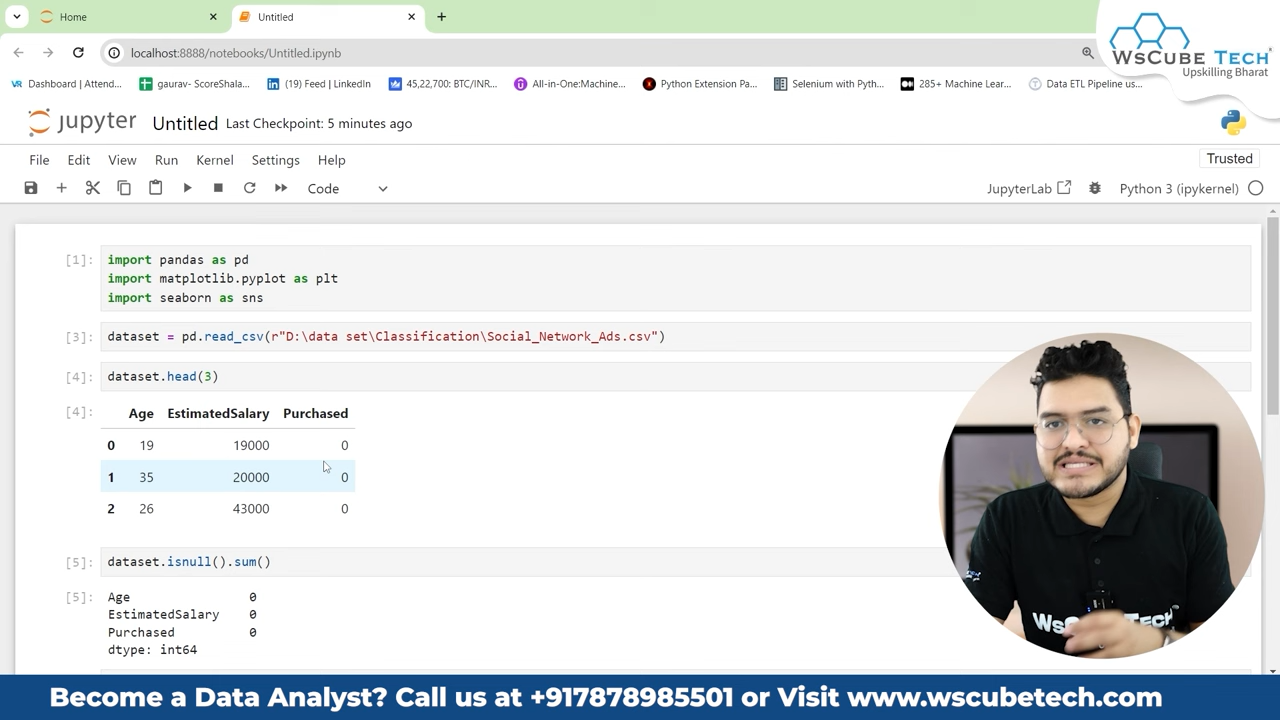 Home
Untitled
localhost:8888/notebooks/Untitled.ipynb
WsCube Tech
Upskilling Bharat
VR Dashboard | Attend...
gaurav- ScoreShala...
(19) Feed | LinkedIn
45,22,700: BTC/INR...
All-in-One:Machine...
Python Extension Pa...
Selenium with Pyth...
285+ Machine Lear...
Data ETL Pipeline us...
jupyter Untitled Last Checkpoint: 5 minutes ago
File Edit View Run Kernel Settings Help
Trusted
Code
JupyterLab
Python 3 (ipykernel)
[1]: import pandas as pd
import matplotlib.pyplot as plt
import seaborn as sns
[3]: dataset = pd.read_csv(r"D:\data set\Classification\Social_Network_Ads.csv")
[4]: dataset.head(3)
[4]: Age EstimatedSalary Purchased
0 19 19000 0
1 35 20000 0
2 26 43000 0
[5]: dataset.isnull().sum()
[5]: Age 0
EstimatedSalary 0
Purchased 0
dtype: int64
Become a Data Analyst? Call us at +917878985501 or Visit www.wscubetech.com